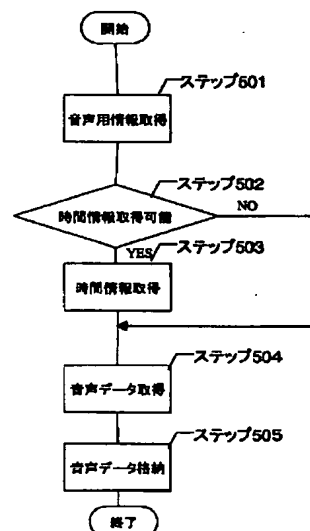 開始
ステップ501
音声用情報取得
ステップ502
時間情報取得可能
NO
YES
ステップ503
時間情報取得
ステップ504
音声データ取得
ステップ505
音声データ格納
終了